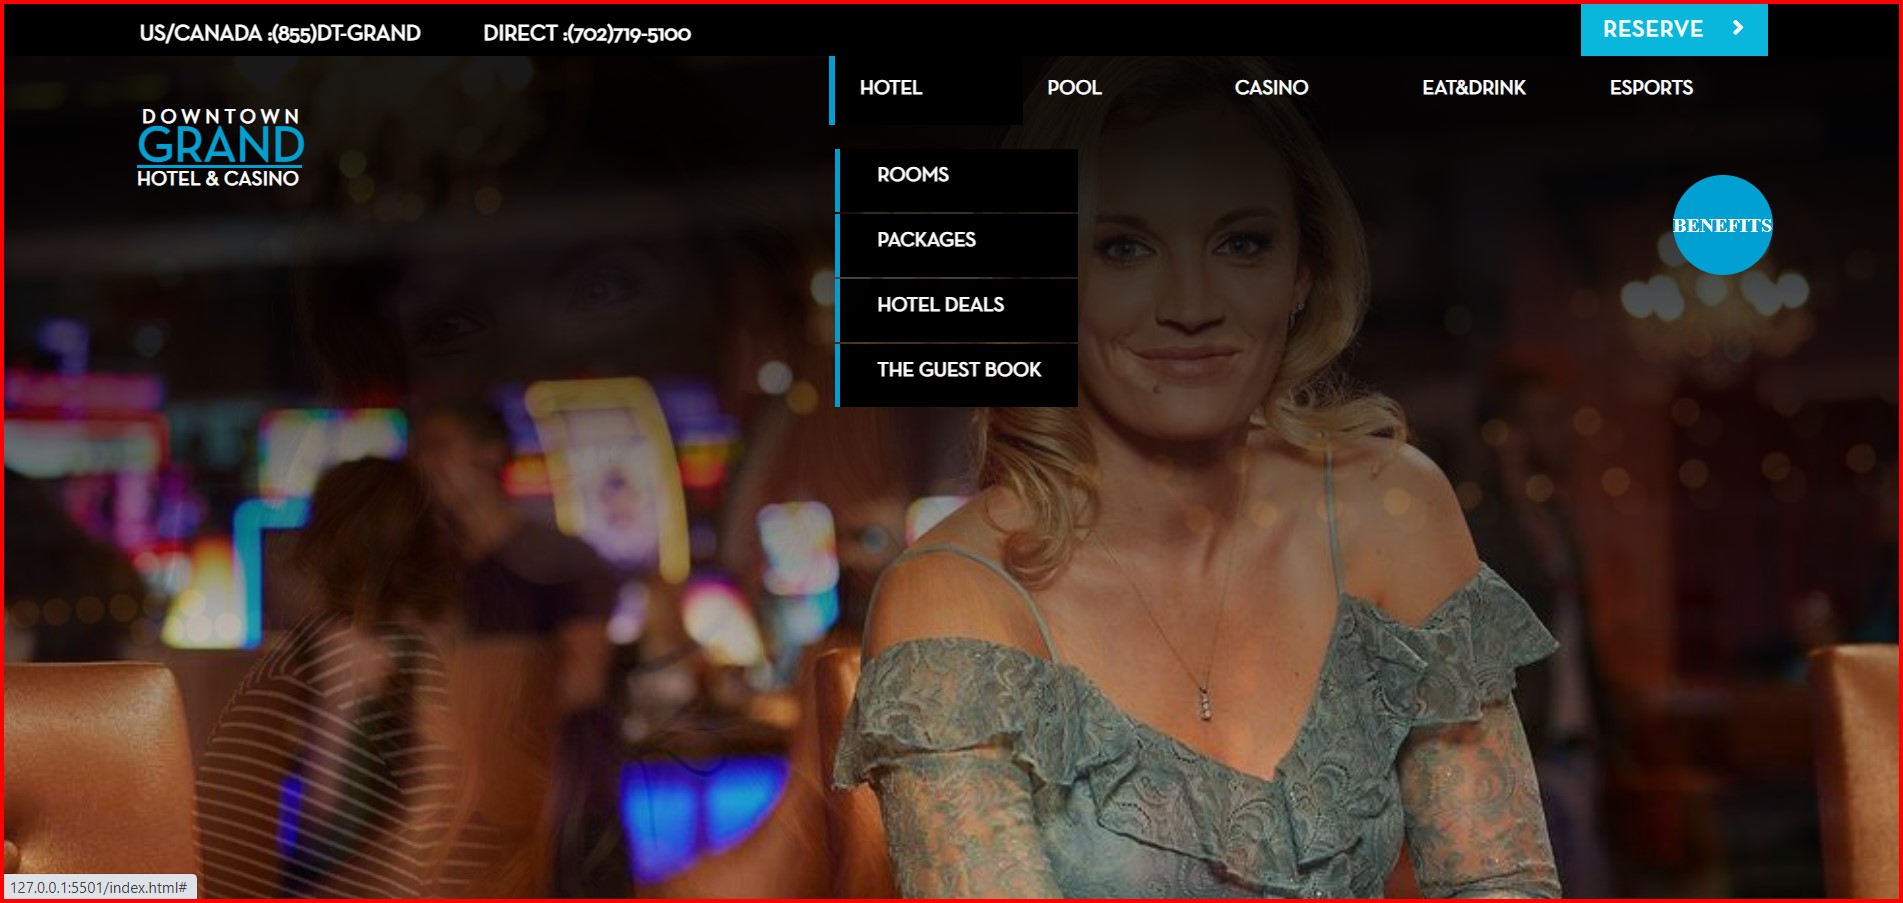 US/CANADA :(855)DT-GRAND DIRECT :(702)719-5100 RESERVE
HOTEL POOL CASINO EAT&DRINK ESPORTS
DOWNTOWN
GRAND
HOTEL & CASINO
ROOMS
PACKAGES
HOTEL DEALS
THE GUEST BOOK
BENEFITS
127.0.0.1:5501/index.html#